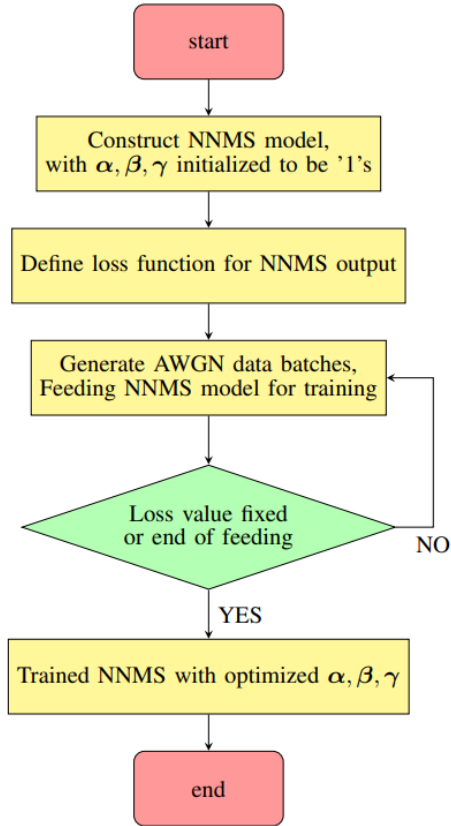 start
Construct NNMS model,
with α, β, γ initialized to be '1's
Define loss function for NNMS output
Generate AWGN data batches,
Feeding NNMS model for training
Loss value fixed
or end of feeding
NO
YES
Trained NNMS with optimized α, β, γ
end